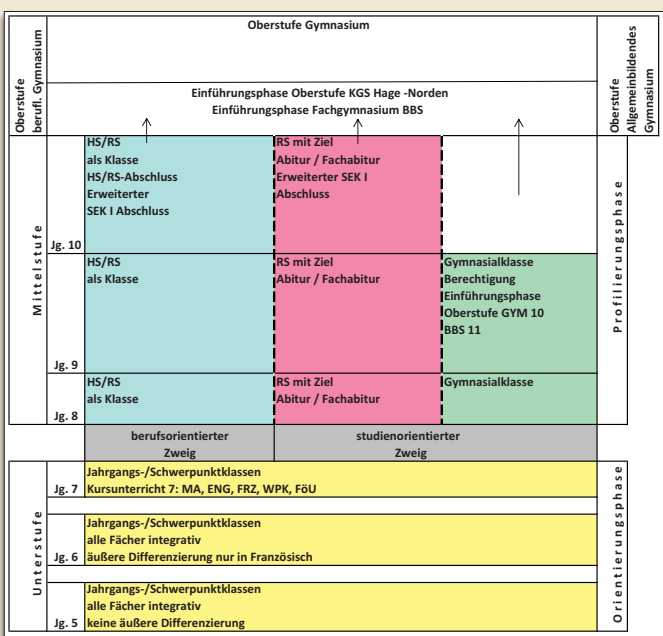 Oberstufe
berufl. Gymnasium
Oberstufe Gymnasium
Einführungsphase Oberstufe KGS Hage -Norden
Einführungsphase Fachgymnasium BBS
Oberstufe
Allgemeinbildendes
Gymnasium
Mittelstufe
Jg. 10
HS/RS
als Klasse
HS/RS-Abschluss
Erweiterter
SEK I Abschluss
RS mit Ziel
Abitur / Fachabitur
Erweiterter SEK I
Abschluss
Profilierungsphase
Jg. 9
HS/RS
als Klasse
RS mit Ziel
Abitur / Fachabitur
Gymnasialklasse
Berechtigung
Einführungsphase
Oberstufe GYM 10
BBS 11
Jg. 8
HS/RS
als Klasse
RS mit Ziel
Abitur / Fachabitur
Gymnasialklasse
berufsorientierter
Zweig
studienorientierter
Zweig
Unterstufe
Jg. 7
Jahrgangs-/Schwerpunktklassen
Kursunterricht 7: MA, ENG, FRZ, WPK, FöU
Orientierungsphase
Jg. 6
Jahrgangs-/Schwerpunktklassen
alle Fächer integrativ
äußere Differenzierung nur in Französisch
Jg. 5
Jahrgangs-/Schwerpunktklassen
alle Fächer integrativ
keine äußere Differenzierung